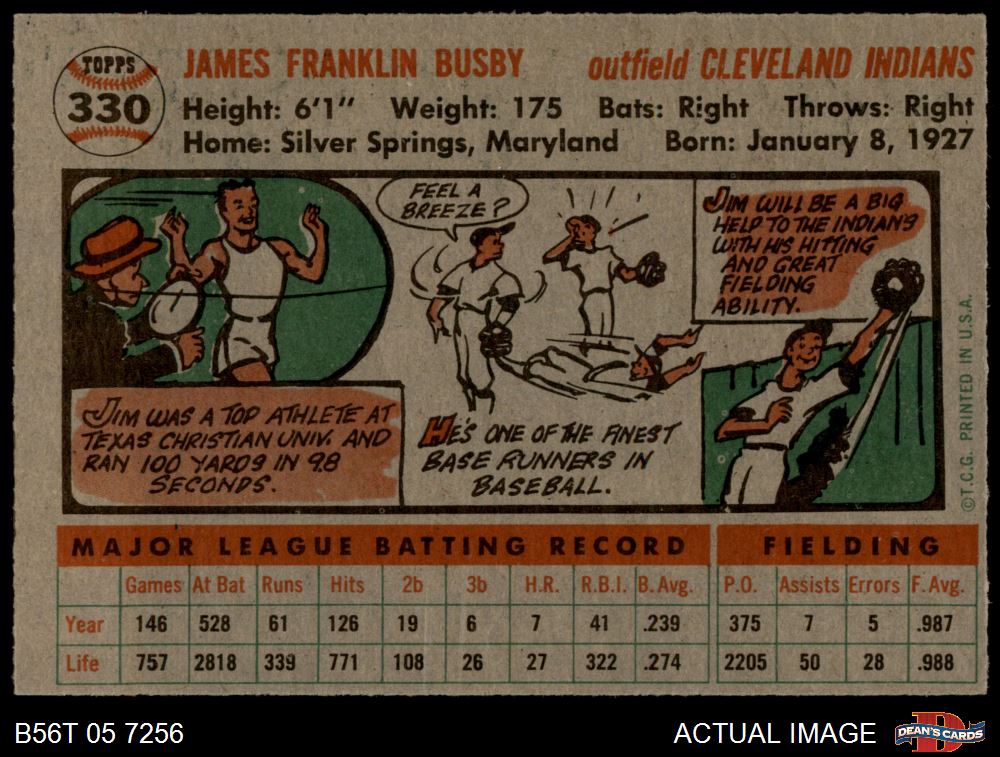 TOPPS
330
JAMES FRANKLIN BUSBY outfield CLEVELAND INDIANS
Height: 6'1" Weight: 175 Bats: Right Throws: Right
Home: Silver Springs, Maryland Born: January 8, 1927
FEEL A
BREEZE?
JIM WILL BE A BIG
HELP TO THE INDIANS
WITH HIS HITTING
AND GREAT
FIELDING
ABILITY.
JIM WAS A TOP ATHLETE AT
TEXAS CHRISTIAN UNIV. AND
RAN 100 YARDS IN 9.8
SECONDS.
HE'S ONE OF THE FINEST
BASE RUNNERS IN
BASEBALL.
© T.C.G. PRINTED IN U.S.A.
MAJOR LEAGUE BATTING RECORD FIELDING
Games At Bat Runs Hits 2b 3b H.R. R.B.I. B. Avg. P.O. Assists Errors F. Avg.
Year 146 528 61 126 19 6 7 41 .239 375 7 5 .987
Life 757 2818 339 771 108 26 27 322 .274 2205 50 28 .988
B56T 05 7256 ACTUAL IMAGE DEAN'S CARDS